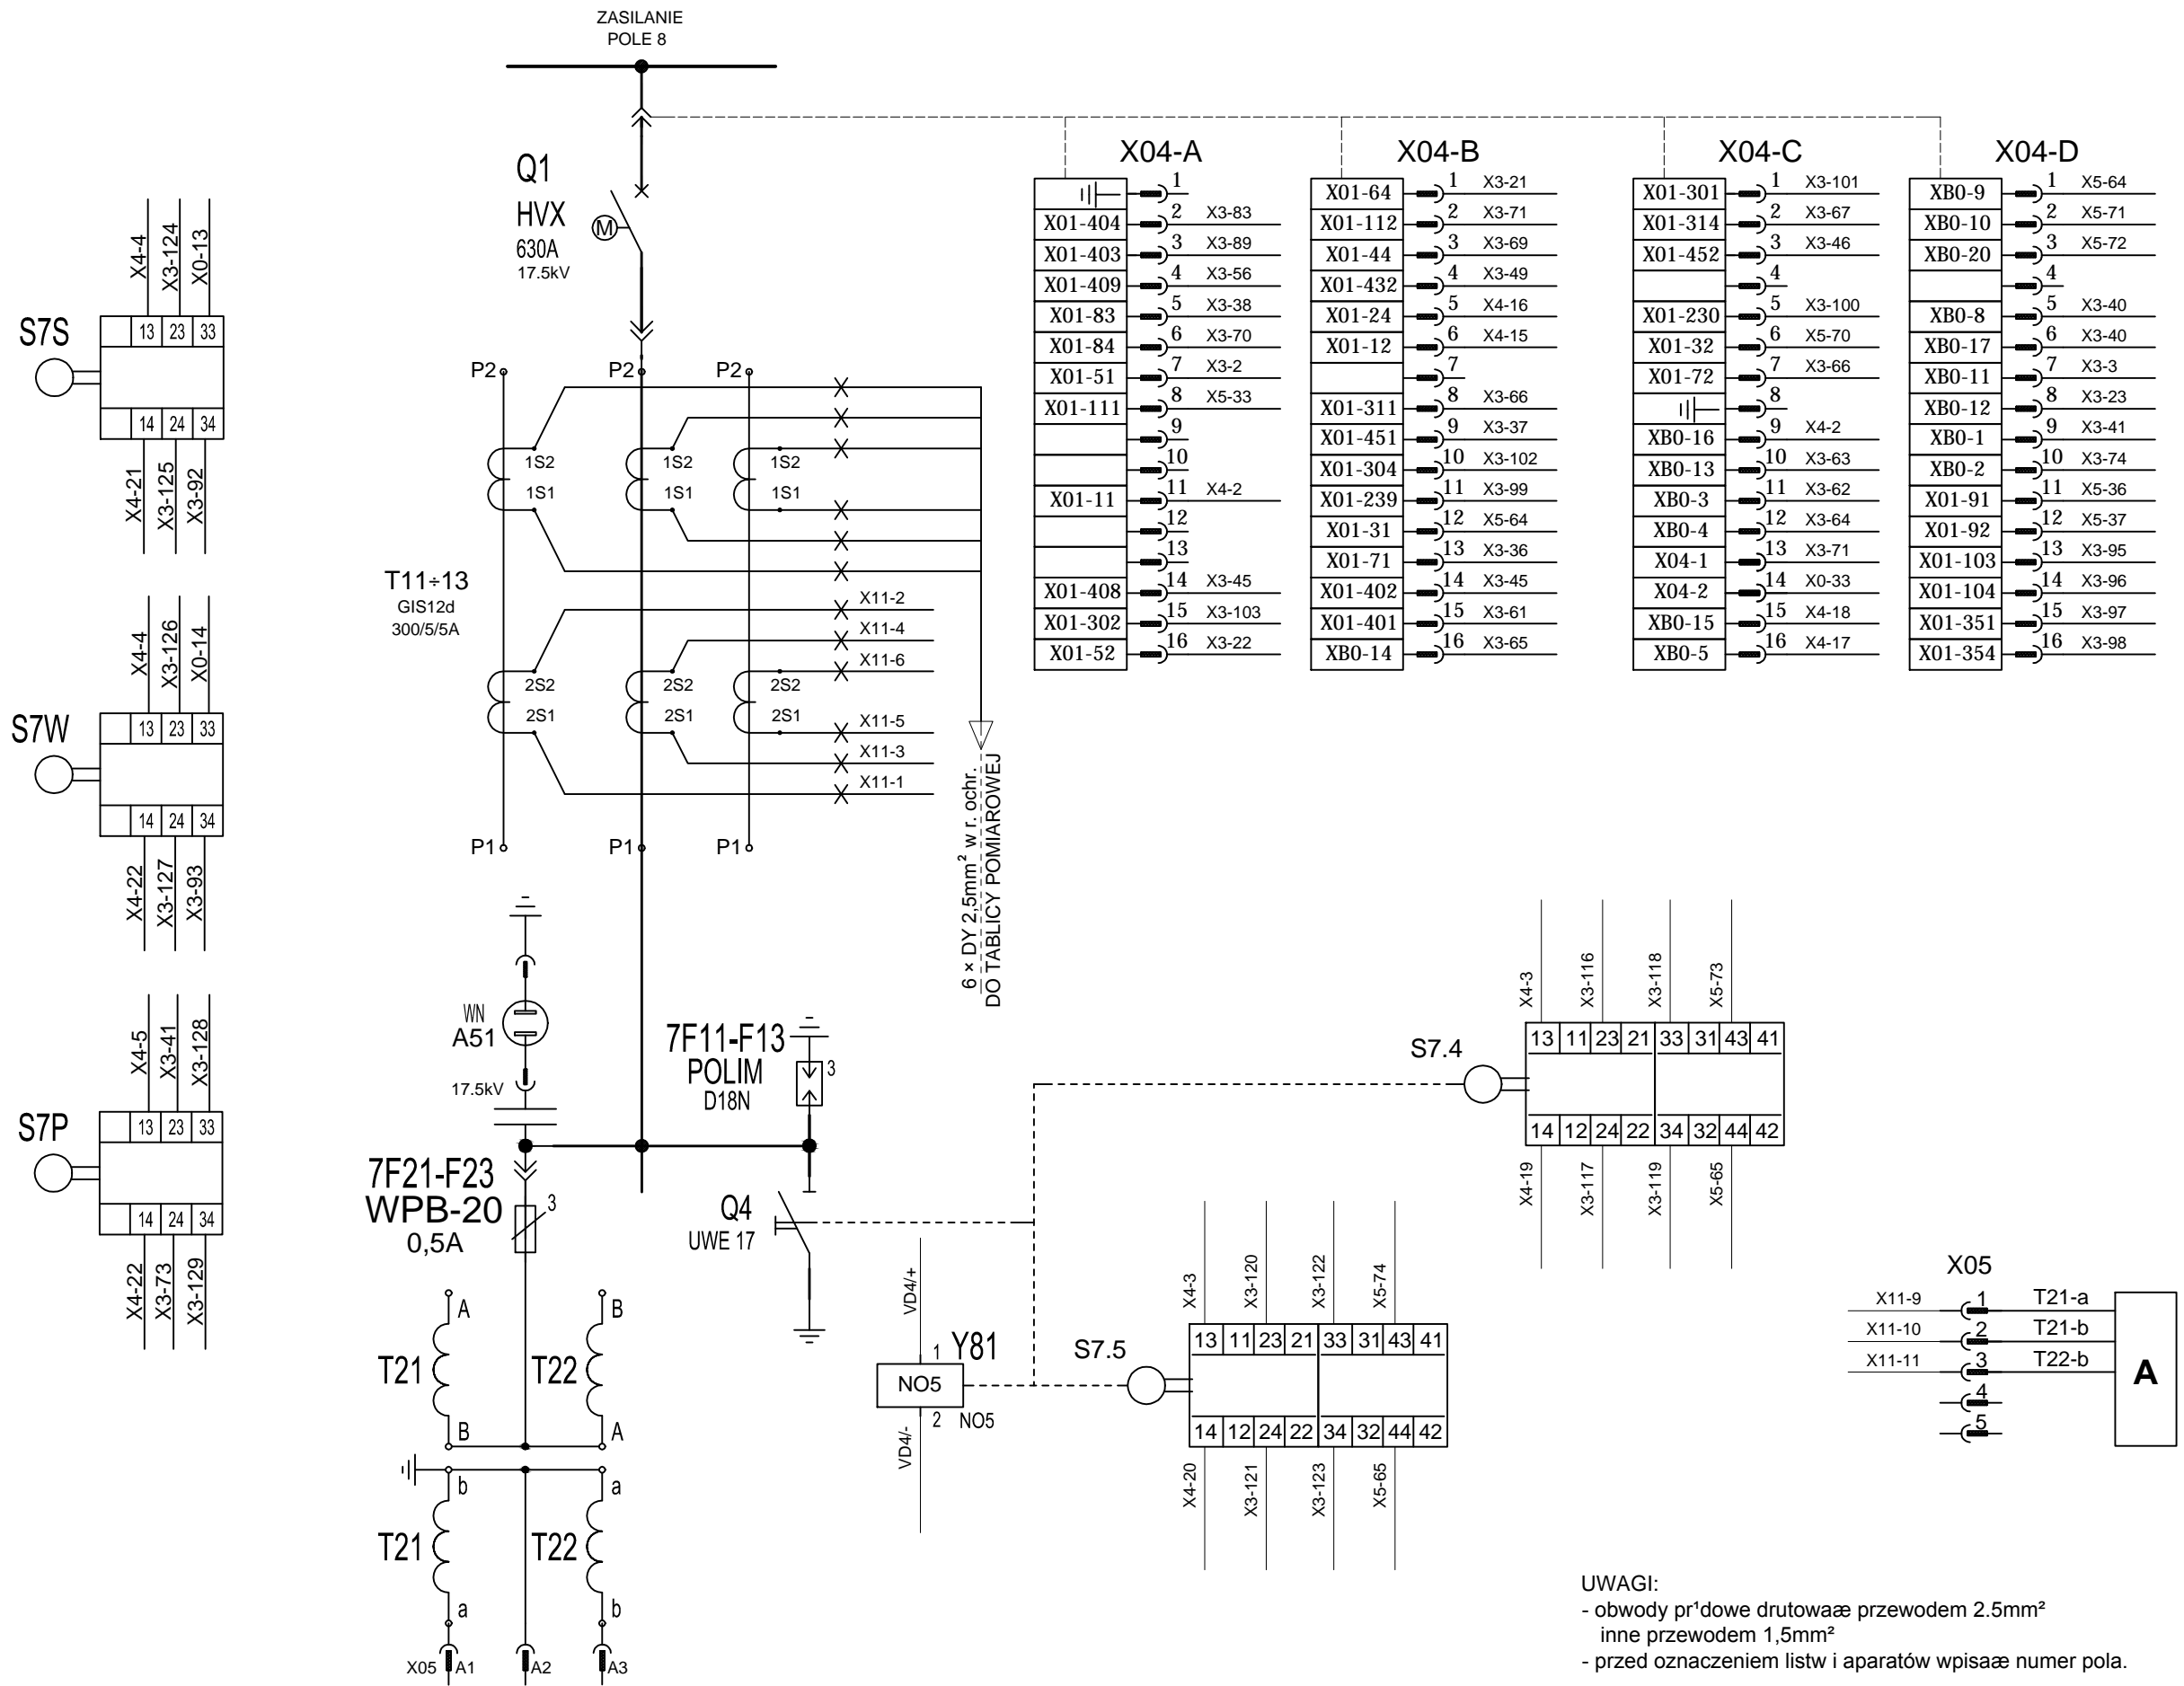 ZASILANIE
POLE 8
Q1
HVX
630A
17.5kV
M
X04-A
1
X01-404 2 X3-83
X01-403 3 X3-89
X01-409 4 X3-56
X01-83 5 X3-38
X01-84 6 X3-70
X01-51 7 X3-2
X01-111 8 X5-33
9
10
X01-11 11 X4-2
12
13
X01-408 14 X3-45
X01-302 15 X3-103
X01-52 16 X3-22
X04-B
X01-64 1 X3-21
X01-112 2 X3-71
X01-44 3 X3-69
X01-432 4 X3-49
X01-24 5 X4-16
X01-12 6 X4-15
7
X01-311 8 X3-66
X01-451 9 X3-37
X01-304 10 X3-102
X01-239 11 X3-99
X01-31 12 X5-64
X01-71 13 X3-36
X01-402 14 X3-45
X01-401 15 X3-61
XB0-14 16 X3-65
X04-C
X01-301 1 X3-101
X01-314 2 X3-67
X01-452 3 X3-46
4
X01-230 5 X3-100
X01-32 6 X5-70
X01-72 7 X3-66
8
XB0-16 9 X4-2
XB0-13 10 X3-63
XB0-3 11 X3-62
XB0-4 12 X3-64
X04-1 13 X3-71
X04-2 14 X0-33
XB0-15 15 X4-18
XB0-5 16 X4-17
X04-D
XB0-9 1 X5-64
XB0-10 2 X5-71
XB0-20 3 X5-72
4
XB0-8 5 X3-40
XB0-17 6 X3-40
XB0-11 7 X3-3
XB0-12 8 X3-23
XB0-1 9 X3-41
XB0-2 10 X3-74
X01-91 11 X5-36
X01-92 12 X5-37
X01-103 13 X3-95
X01-104 14 X3-96
X01-351 15 X3-97
X01-354 16 X3-98
X4-4 X3-124 X0-13
S7S
13 23 33
14 24 34
X4-21 X3-125 X3-92
X4-4 X3-126 X0-14
S7W
13 23 33
14 24 34
X4-22 X3-127 X3-93
X4-5 X3-41 X3-128
S7P
13 23 33
14 24 34
X4-22 X3-73 X3-129
P2 P2 P2
1S2 1S2 1S2
1S1 1S1 1S1
T11÷13
GIS12d
300/5/5A
X11-2
X11-4
X11-6
2S2 2S2 2S2
2S1 2S1 2S1
X11-5
X11-3
X11-1
P1 P1 P1
6 × DY 2,5mm² w r. ochr.
DO TABLICY POMIAROWEJ
WN
A51
17.5kV
7F11-F13
POLIM
D18N
3
7F21-F23
WPB-20
0,5A
3
Q4
UWE 17
A B
T21 T22
B A
b a
T21 T22
a b
X05 A1 A2 A3
VD4/+
1 Y81
NO5
2 NO5
VD4/-
X4-3 X3-116 X3-118 X5-73
S7.4
13 11 23 21 33 31 43 41
14 12 24 22 34 32 44 42
X4-19 X3-117 X3-119 X5-65
X4-3 X3-120 X3-122 X5-74
S7.5
13 11 23 21 33 31 43 41
14 12 24 22 34 32 44 42
X4-20 X3-121 X3-123 X5-65
X05
X11-9 1 T21-a
X11-10 2 T21-b
X11-11 3 T22-b
4
5
A
UWAGI:
- obwody pr¹dowe drutowaæ przewodem 2.5mm²
inne przewodem 1,5mm²
- przed oznaczeniem listw i aparatów wpisaæ numer pola.